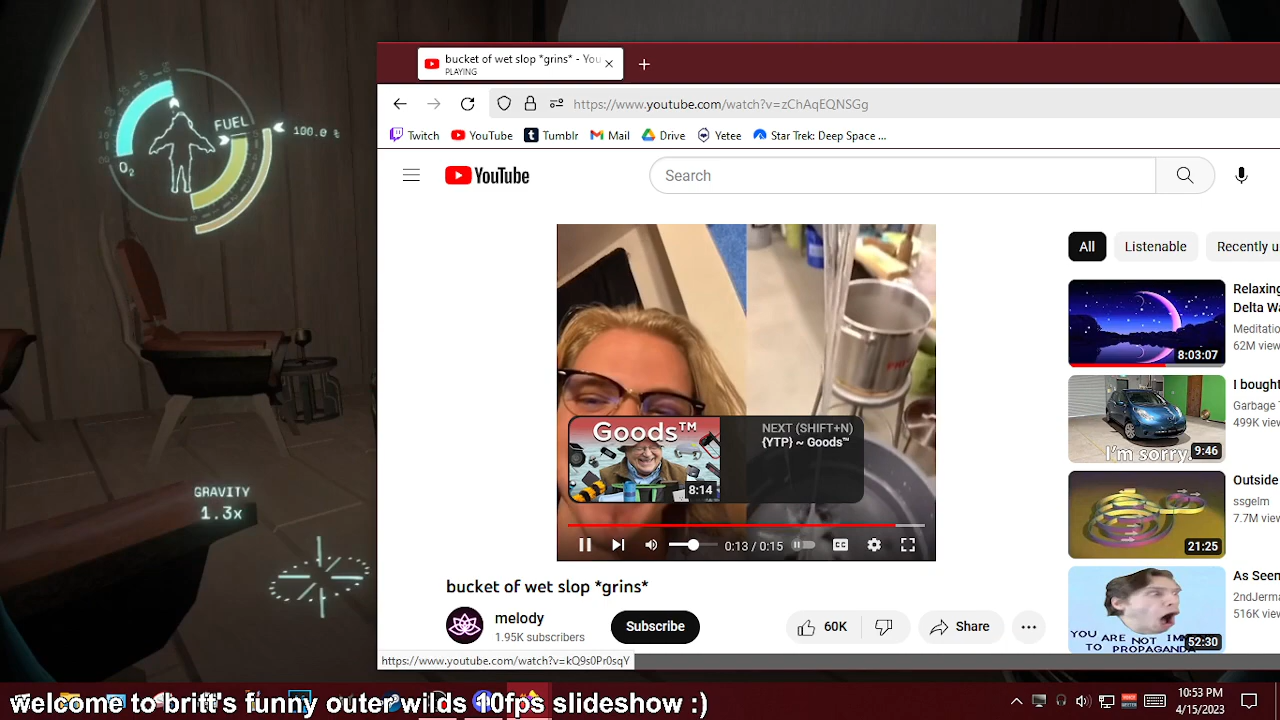 FUEL
100.0 %
O₂
GRAVITY
1.3x
bucket of wet slop *grins* - You
PLAYING
https://www.youtube.com/watch?v=zChAqEQNSGg
Twitch YouTube Tumblr Mail Drive Yetee Star Trek: Deep Space ...
YouTube
Search
All Listenable Recently u
Goods™
8:14
NEXT (SHIFT+N)
{YTP} ~ Goods™
0:13 / 0:15
CC
bucket of wet slop *grins*
melody
1.95K subscribers
Subscribe
60K
Share
Relaxing
Delta Wa
Meditatio
62M view
8:03:07
I bought
Garbage T
499K view
I'm sorry.
9:46
Outside
ssgelm
7.7M view
21:25
As Seen
2ndJerma
516K view
YOU ARE NOT IM
TO PROPAGANDA
52:30
https://www.youtube.com/watch?v=kQ9s0Pr0sqY
welcome to britt's funny outer wilds 10fps slideshow :)
10:53 PM
4/15/2023